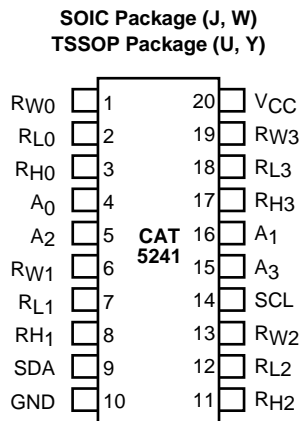 SOIC Package (J, W)
TSSOP Package (U, Y)
RW0 1 20 VCC
RL0 2 19 RW3
RH0 3 18 RL3
A0 4 17 RH3
A2 5 CAT 5241 16 A1
RW1 6 15 A3
RL1 7 14 SCL
RH1 8 13 RW2
SDA 9 12 RL2
GND 10 11 RH2